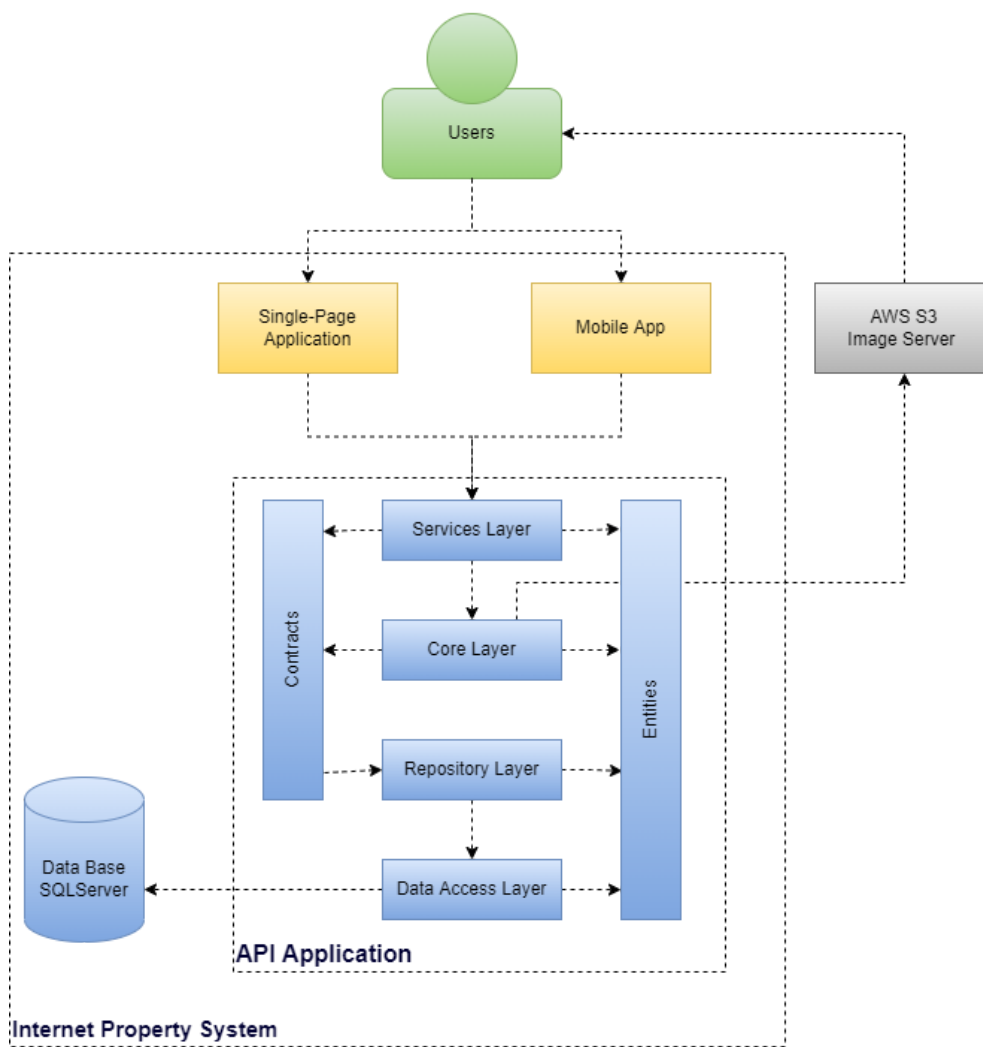 Users
Single-Page
Application
Mobile App
AWS S3
Image Server
Services Layer
Contracts
Core Layer
Entities
Repository Layer
Data Base
SQLServer
Data Access Layer
API Application
Internet Property System